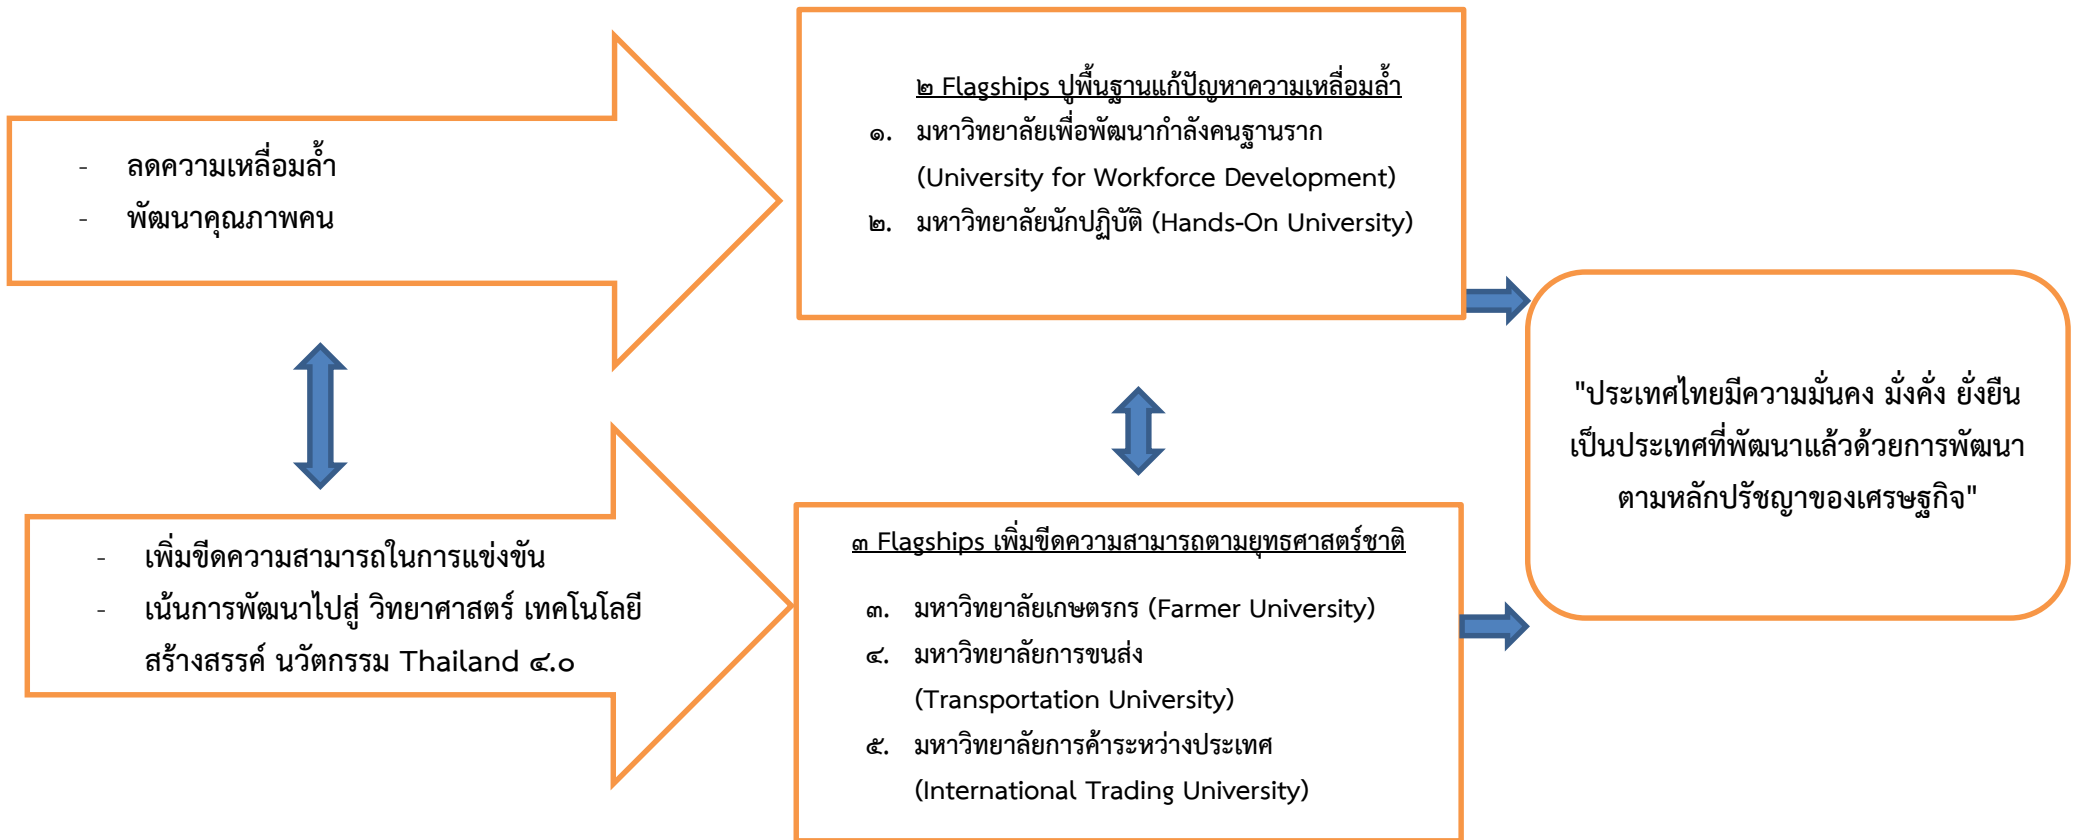 - ลดความเหลื่อมล้ำ
- พัฒนาคุณภาพคน
๒ Flagships ปูพื้นฐานแก้ปัญหาความเหลื่อมล้ำ
๑. มหาวิทยาลัยเพื่อพัฒนากำลังคนฐานราก
(University for Workforce Development)
๒. มหาวิทยาลัยนักปฏิบัติ (Hands-On University)
- เพิ่มขีดความสามารถในการแข่งขัน
- เน้นการพัฒนาไปสู่ วิทยาศาสตร์ เทคโนโลยี
สร้างสรรค์ นวัตกรรม Thailand ๔.๐
๓ Flagships เพิ่มขีดความสามารถตามยุทธศาสตร์ชาติ
๓. มหาวิทยาลัยเกษตรกร (Farmer University)
๔. มหาวิทยาลัยการขนส่ง
(Transportation University)
๕. มหาวิทยาลัยการค้าระหว่างประเทศ
(International Trading University)
"ประเทศไทยมีความมั่นคง มั่งคั่ง ยั่งยืน
เป็นประเทศที่พัฒนาแล้วด้วยการพัฒนา
ตามหลักปรัชญาของเศรษฐกิจ"